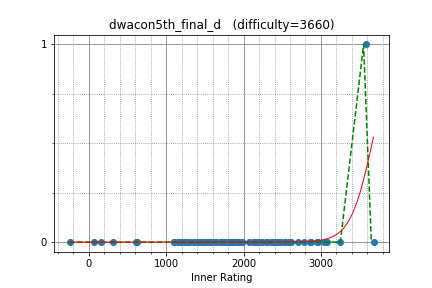 dwacon5th_final_d (difficulty=3660)
1
0
0 1000 2000 3000
Inner Rating